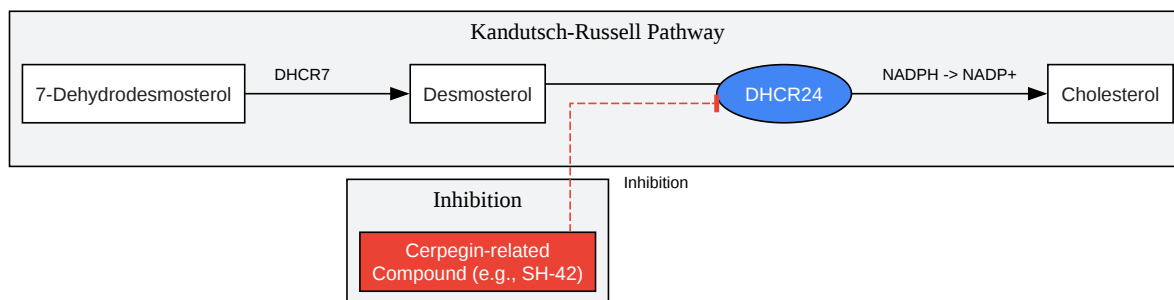 Kandutsch-Russell Pathway
7-Dehydrodesmosterol
DHCR7
Desmosterol
DHCR24
NADPH -> NADP+
Cholesterol
Inhibition
Inhibition
Cerpegin-related
Compound (e.g., SH-42)